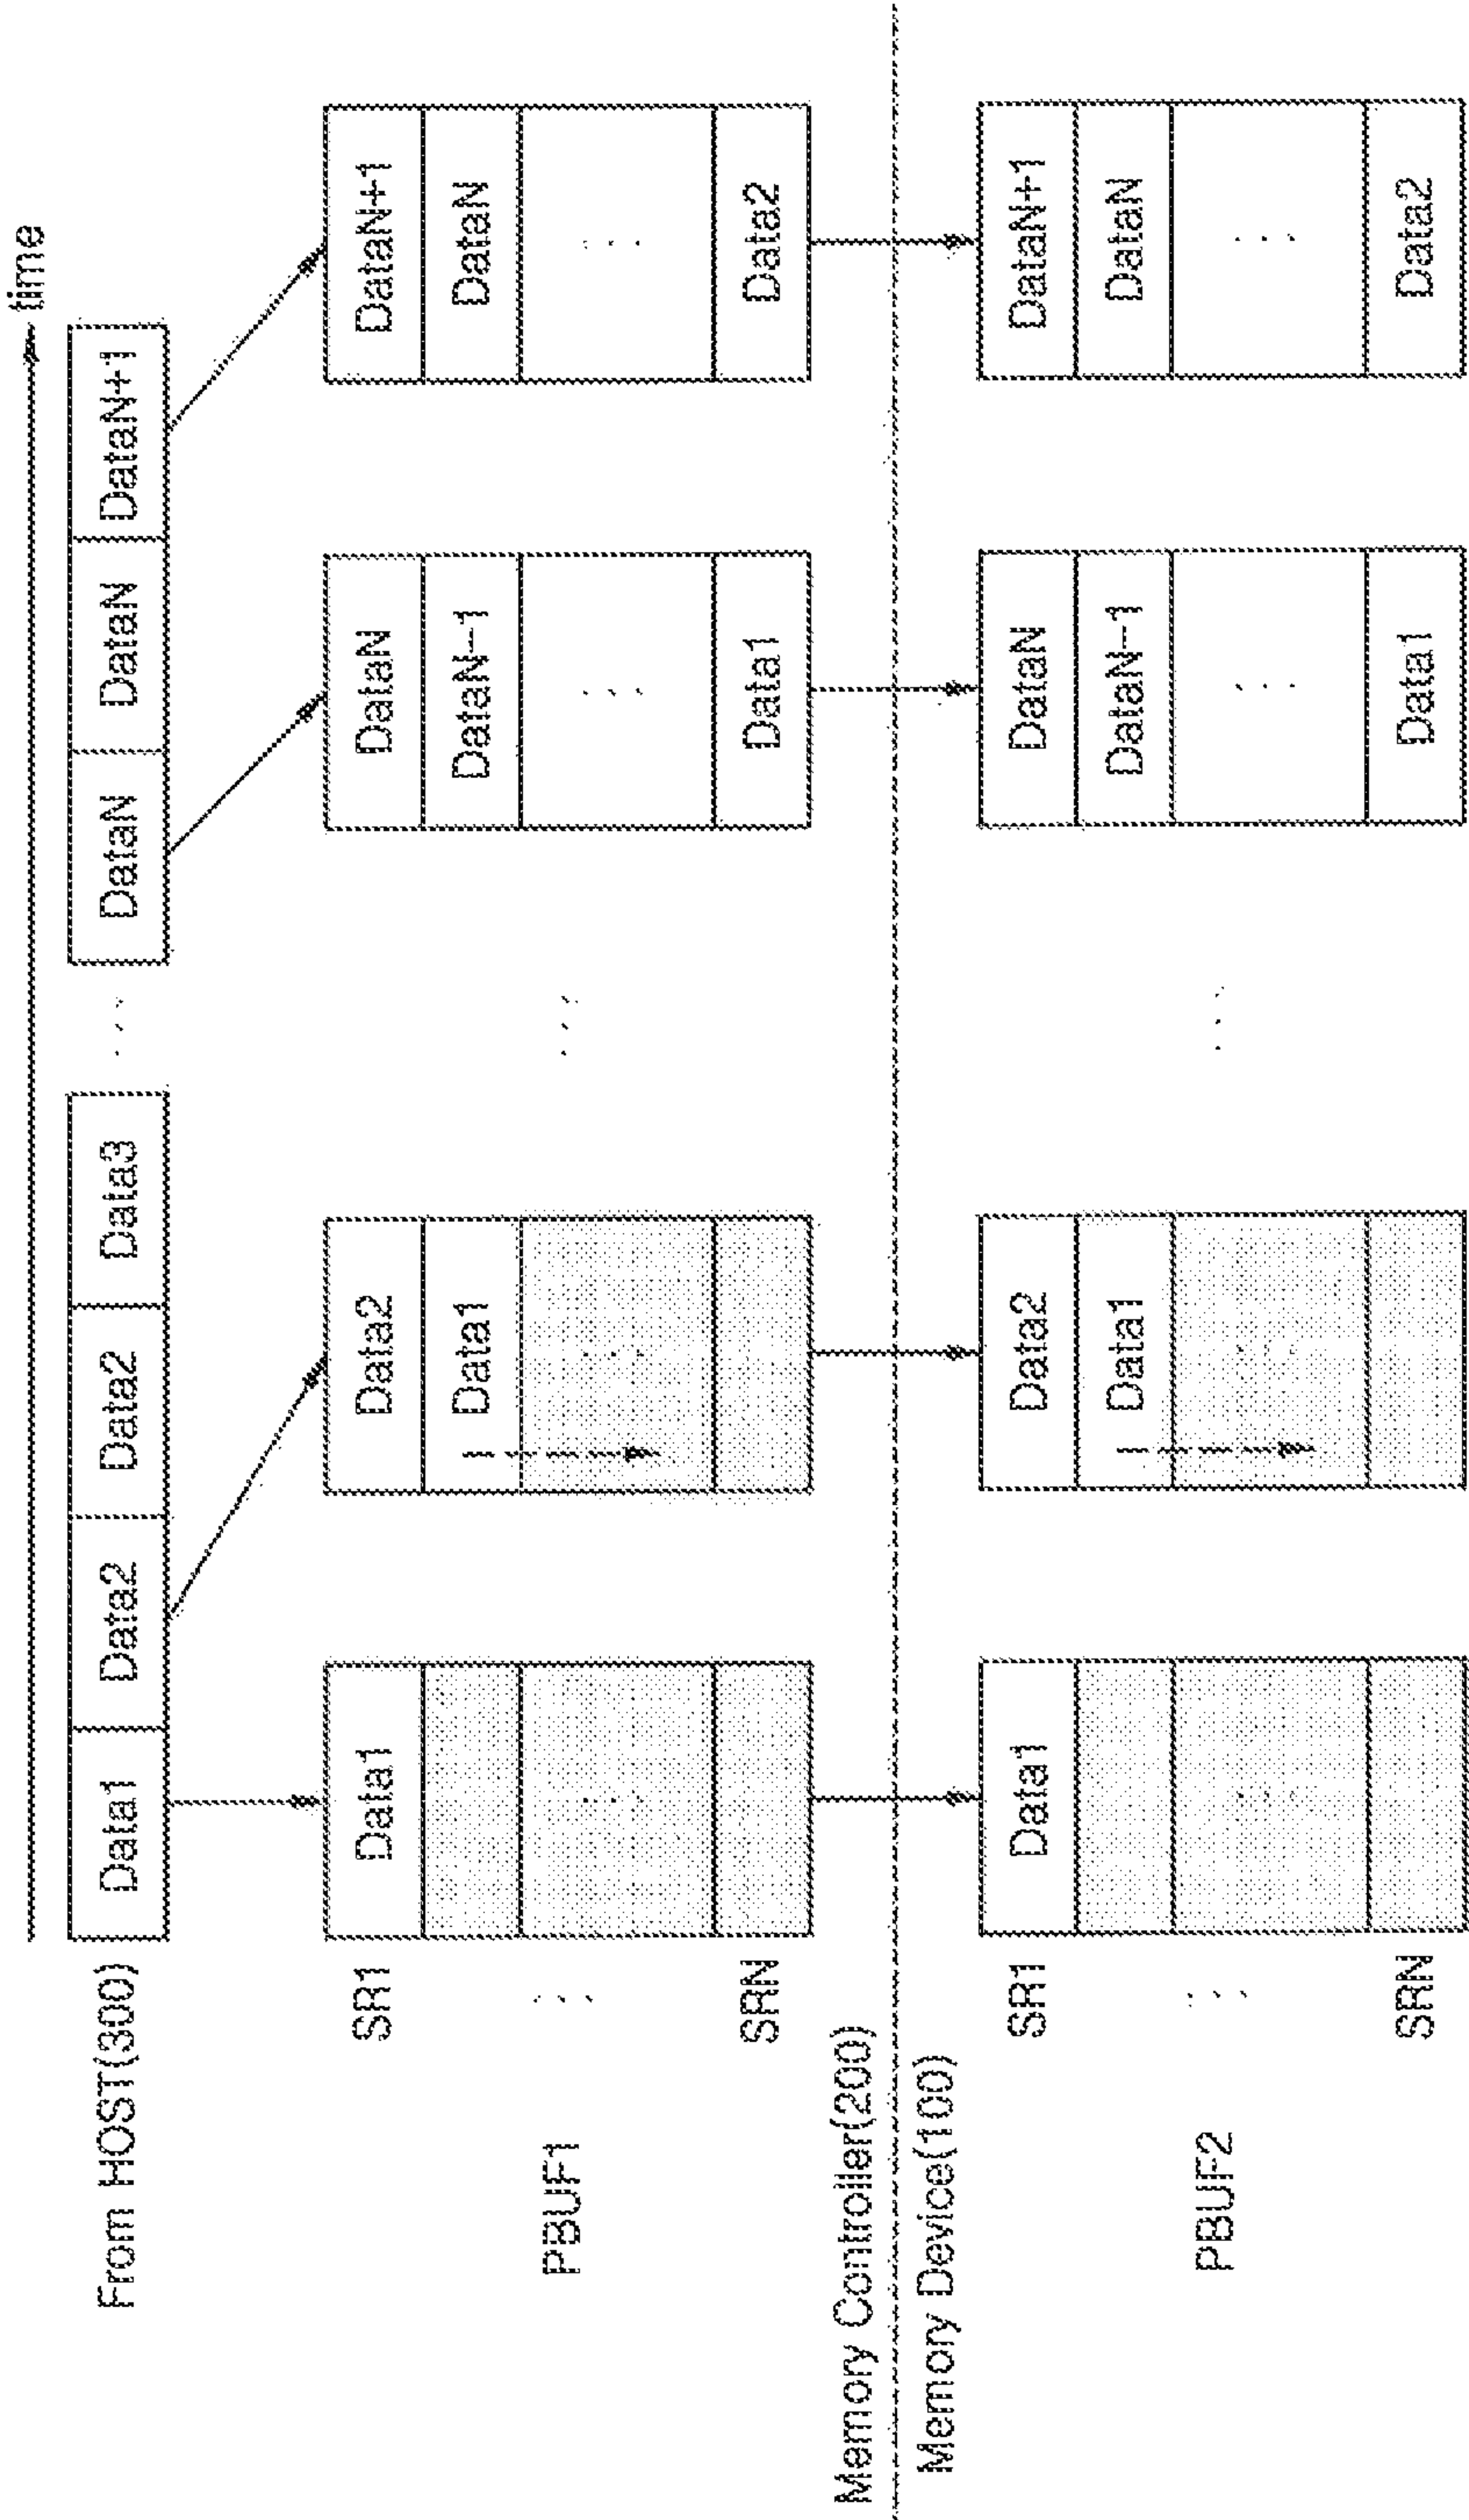 time
From HOST(300) Data1 Data2 Data2 Data3 ... DataN DataN DataN+1
SR1 Data1 Data2 DataN DataN+1
Data1 DataN-1 DataN
PBUF1 ... ... ... ... ... ...
SRN Data1 Data2
Memory Controller(200)
Memory Device(100)
SR1 Data1 Data2 DataN DataN+1
Data1 DataN-1 DataN
PBUF2 ... ... ... ... ... ...
SRN Data1 Data2